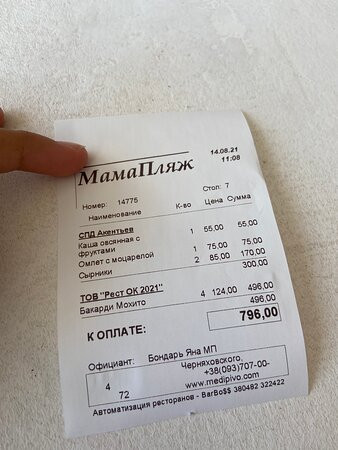 14.08.21
МамаПляж 11:08
Номер: 14775 Стол: 7
Наименование К-во Цена Сумма
СПД Акентьев
Каша овсянная с 1 55,00 55,00
фруктами
Омлет с моцарелой 1 75,00 75,00
Сырники 2 85,00 170,00
300,00
ТОВ "Рест ОК 2021"
Бакарди Мохито 4 124,00 496,00
496,00
К ОПЛАТЕ: 796,00
Официант: Бондарь Яна МП
4 Черняховского,
+38(093)707-00-
72 www.medipivo.com
Автоматизация ресторанов - BarBo$$ 380482 322422